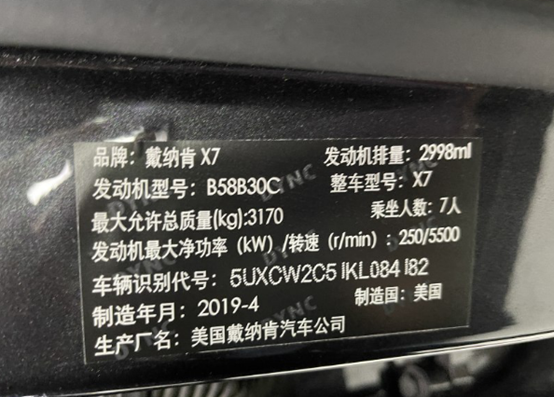 品牌：戴纳肯 X7 发动机排量：2998ml
发动机型号：B58B30C 整车型号：X7
最大允许总质量(kg):3170 乘坐人数：7人
发动机最大净功率（kW）/转速（r/min）: 250/5500
车辆识别代号：5UXCW2C5 IKL084 I82
制造年月：2019-4 制造国：美国
生产厂名：美国戴纳肯汽车公司
DYNC
DYNC
DYNC
DYNC